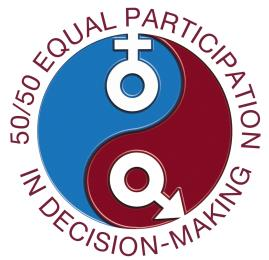 50/50 EQUAL PARTICIPATION
IN DECISION-MAKING